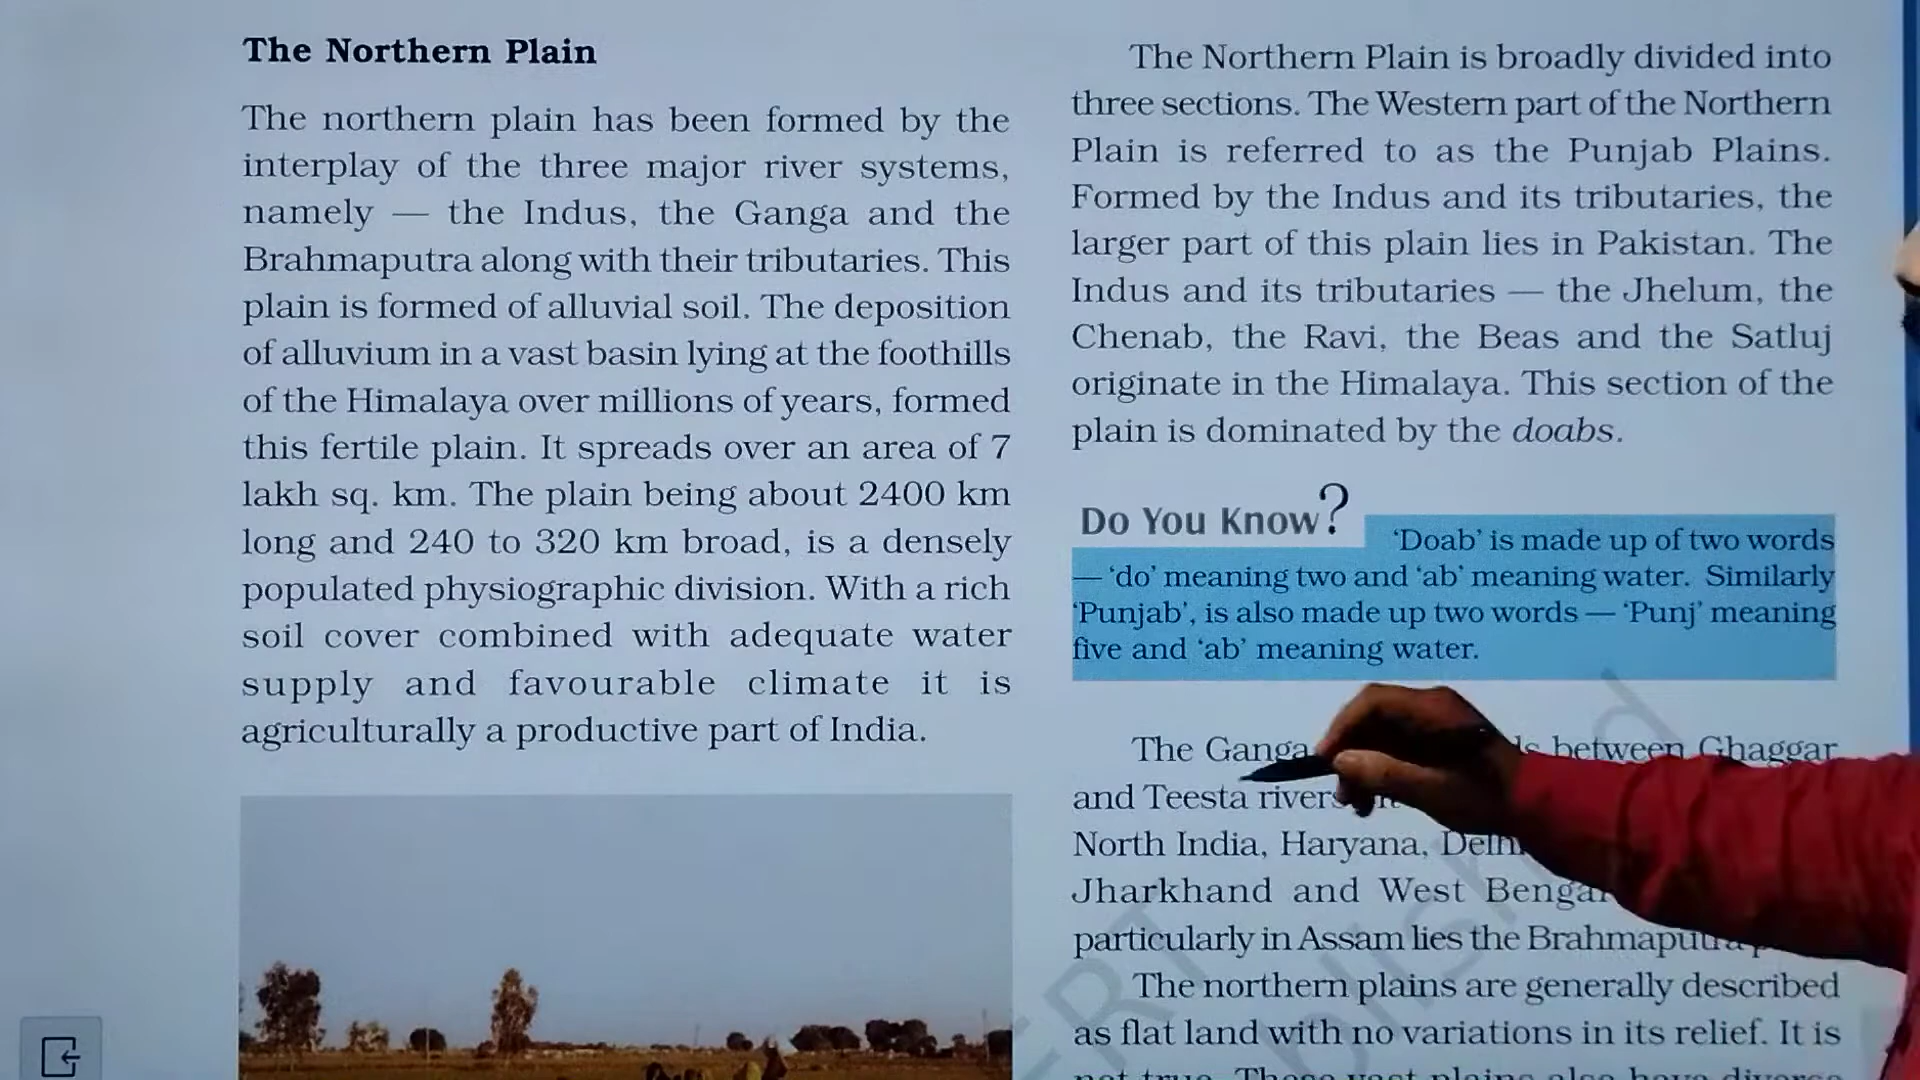 The Northern Plain
The northern plain has been formed by the
interplay of the three major river systems,
namely — the Indus, the Ganga and the
Brahmaputra along with their tributaries. This
plain is formed of alluvial soil. The deposition
of alluvium in a vast basin lying at the foothills
of the Himalaya over millions of years, formed
this fertile plain. It spreads over an area of 7
lakh sq. km. The plain being about 2400 km
long and 240 to 320 km broad, is a densely
populated physiographic division. With a rich
soil cover combined with adequate water
supply and favourable climate it is
agriculturally a productive part of India.
The Northern Plain is broadly divided into
three sections. The Western part of the Northern
Plain is referred to as the Punjab Plains.
Formed by the Indus and its tributaries, the
larger part of this plain lies in Pakistan. The
Indus and its tributaries — the Jhelum, the
Chenab, the Ravi, the Beas and the Satluj
originate in the Himalaya. This section of the
plain is dominated by the doabs.
Do You Know?
‘Doab’ is made up of two words
— ‘do’ meaning two and ‘ab’ meaning water. Similarly
‘Punjab’, is also made up two words — ‘Punj’ meaning
five and ‘ab’ meaning water.
The Ganga between Ghaggar
and Teesta rivers
North India, Haryana,
Jharkhand and West
particularly in Assam lies the
The northern plains are generally described
as flat land with no variations in its relief. It is
not true. These vast plains also have diverse